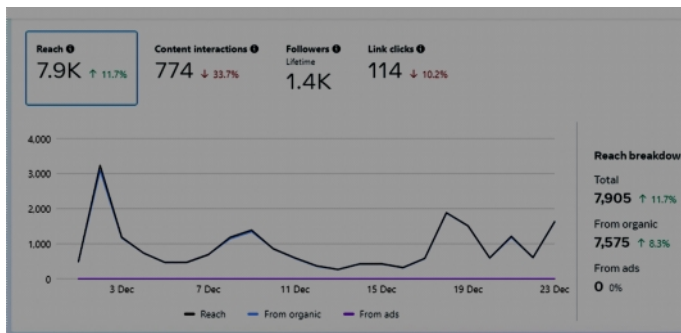 Reach
7.9K ↑ 11.7%
Content interactions
774 ↓ 33.7%
Followers
Lifetime
1.4K
Link clicks
114 ↓ 10.2%
4.000
3.000
2.000
1.000
0
3 Dec 7 Dec 11 Dec 15 Dec 19 Dec 23 Dec
Reach From organic From ads
Reach breakdow
Total
7,905 ↑ 11.7%
From organic
7,575 ↑ 8.3%
From ads
0 0%